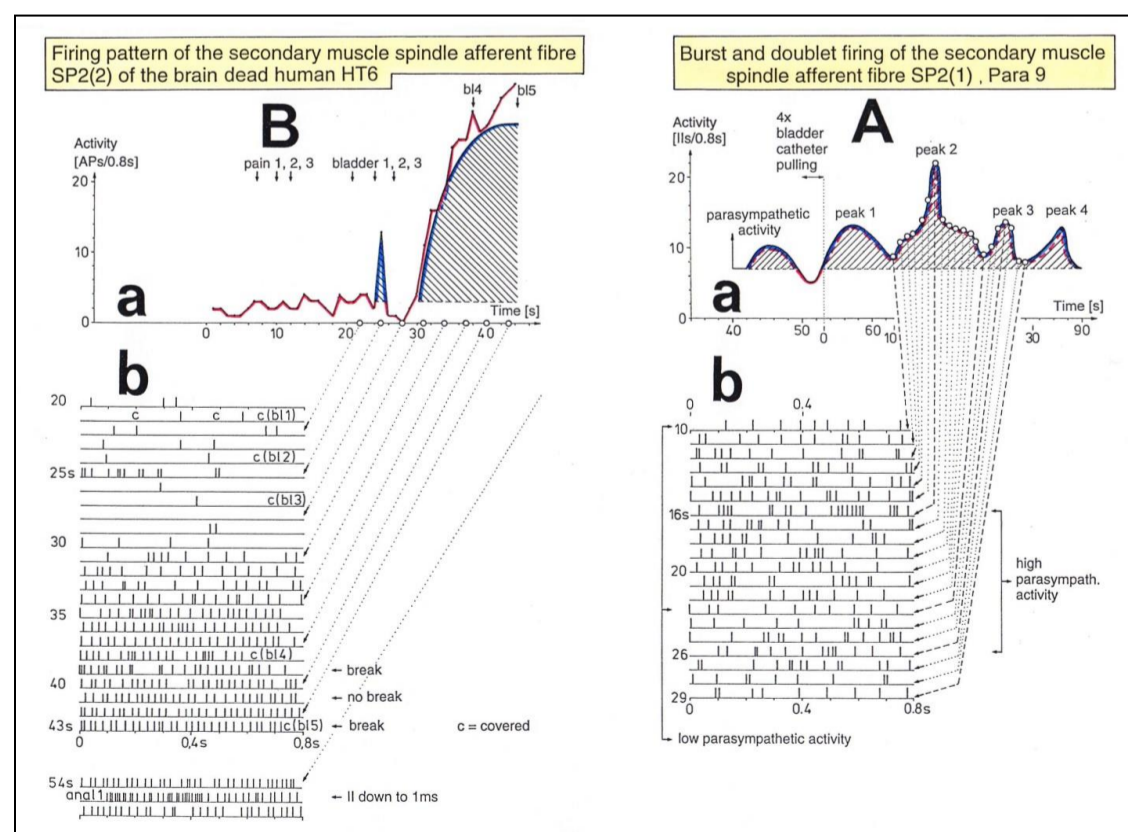 Firing pattern of the secondary muscle spindle afferent fibre
SP2(2) of the brain dead human HT6
B
bl4
bl5
Activity
[APs/0.8s]
pain 1, 2, 3
bladder 1, 2, 3
20
10
0
a
Time [s]
0 10 20 30 20 40
b
20
c c c(bl1)
c(bl2)
25s
c(bl3)
30
35
c(bl4)
break
40
no break
43s
c(bl5)
break
c = covered
0 0,4s 0,8s
54s
anal1
II down to 1ms
Burst and doublet firing of the secondary muscle
spindle afferent fibre SP2(1) , Para 9
A
4x
bladder
catheter
pulling
Activity
[IIs/0.8s]
peak 2
20
parasympathetic
activity
peak 1
peak 3
peak 4
10
a
Time [s]
0
40 50 0 60 10 30 90
b
0 0.4
10
16s
20
26
29
0 0.4 0.8s
high
parasympath.
activity
low parasympathetic activity